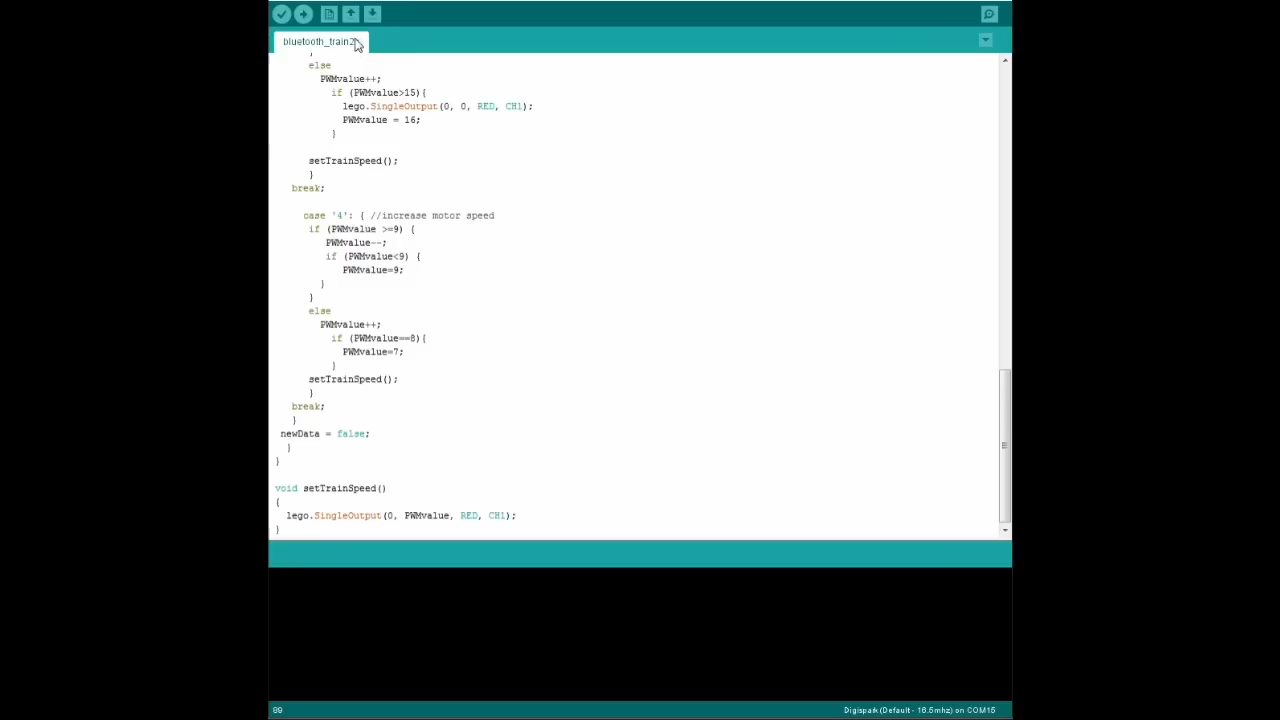 bluetooth_train2
}
else
PWMvalue++;
if (PWMvalue>15){
lego.SingleOutput(0, 0, RED, CH1);
PWMvalue = 16;
}
setTrainSpeed();
}
break;
case '4': { //increase motor speed
if (PWMvalue >=9) {
PWMvalue--;
if (PWMvalue<9) {
PWMvalue=9;
}
}
else
PWMvalue++;
if (PWMvalue==8){
PWMvalue=7;
}
setTrainSpeed();
}
break;
}
newData = false;
}
}
void setTrainSpeed()
{
lego.SingleOutput(0, PWMvalue, RED, CH1);
}
89
Digispark (Default - 16.5mhz) on COM15